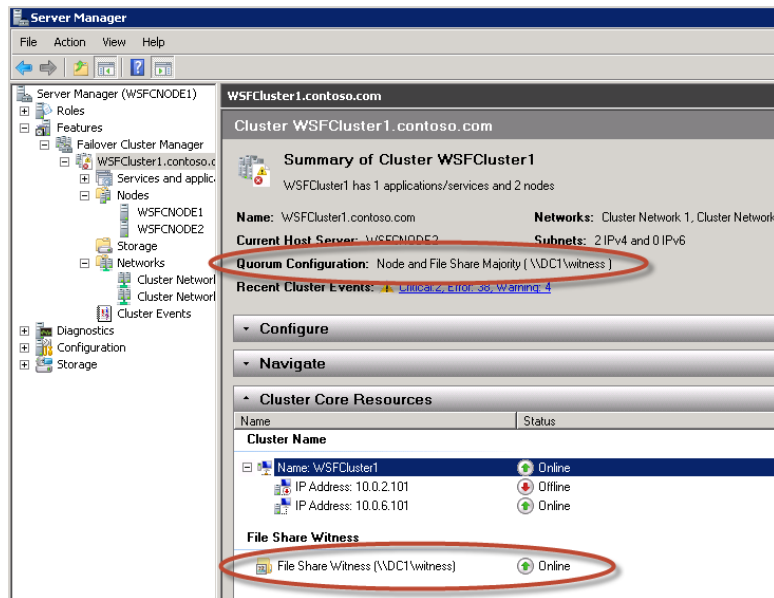 Server Manager
File Action View Help
Server Manager (WSFCNODE1)
Roles
Features
Failover Cluster Manager
WSFCluster1.contoso.c
Services and applic
Nodes
WSFCNODE1
WSFCNODE2
Storage
Networks
Cluster Networ
Cluster Networ
Cluster Events
Diagnostics
Configuration
Storage
WSFCluster1.contoso.com
Cluster WSFCluster1.contoso.com
Summary of Cluster WSFCluster1
WSFCluster1 has 1 applications/services and 2 nodes
Name: WSFCluster1.contoso.com Networks: Cluster Network 1, Cluster Network
Current Host Server: WSFCNODE2 Subnets: 2 IPv4 and 0 IPv6
Quorum Configuration: Node and File Share Majority ( \\DC1\witness )
Recent Cluster Events: Critical:2, Error: 38, Warning: 4
Configure
Navigate
Cluster Core Resources
Name Status
Cluster Name
Name: WSFCluster1 Online
IP Address: 10.0.2.101 Offline
IP Address: 10.0.6.101 Online
File Share Witness
File Share Witness (\\DC1\witness) Online